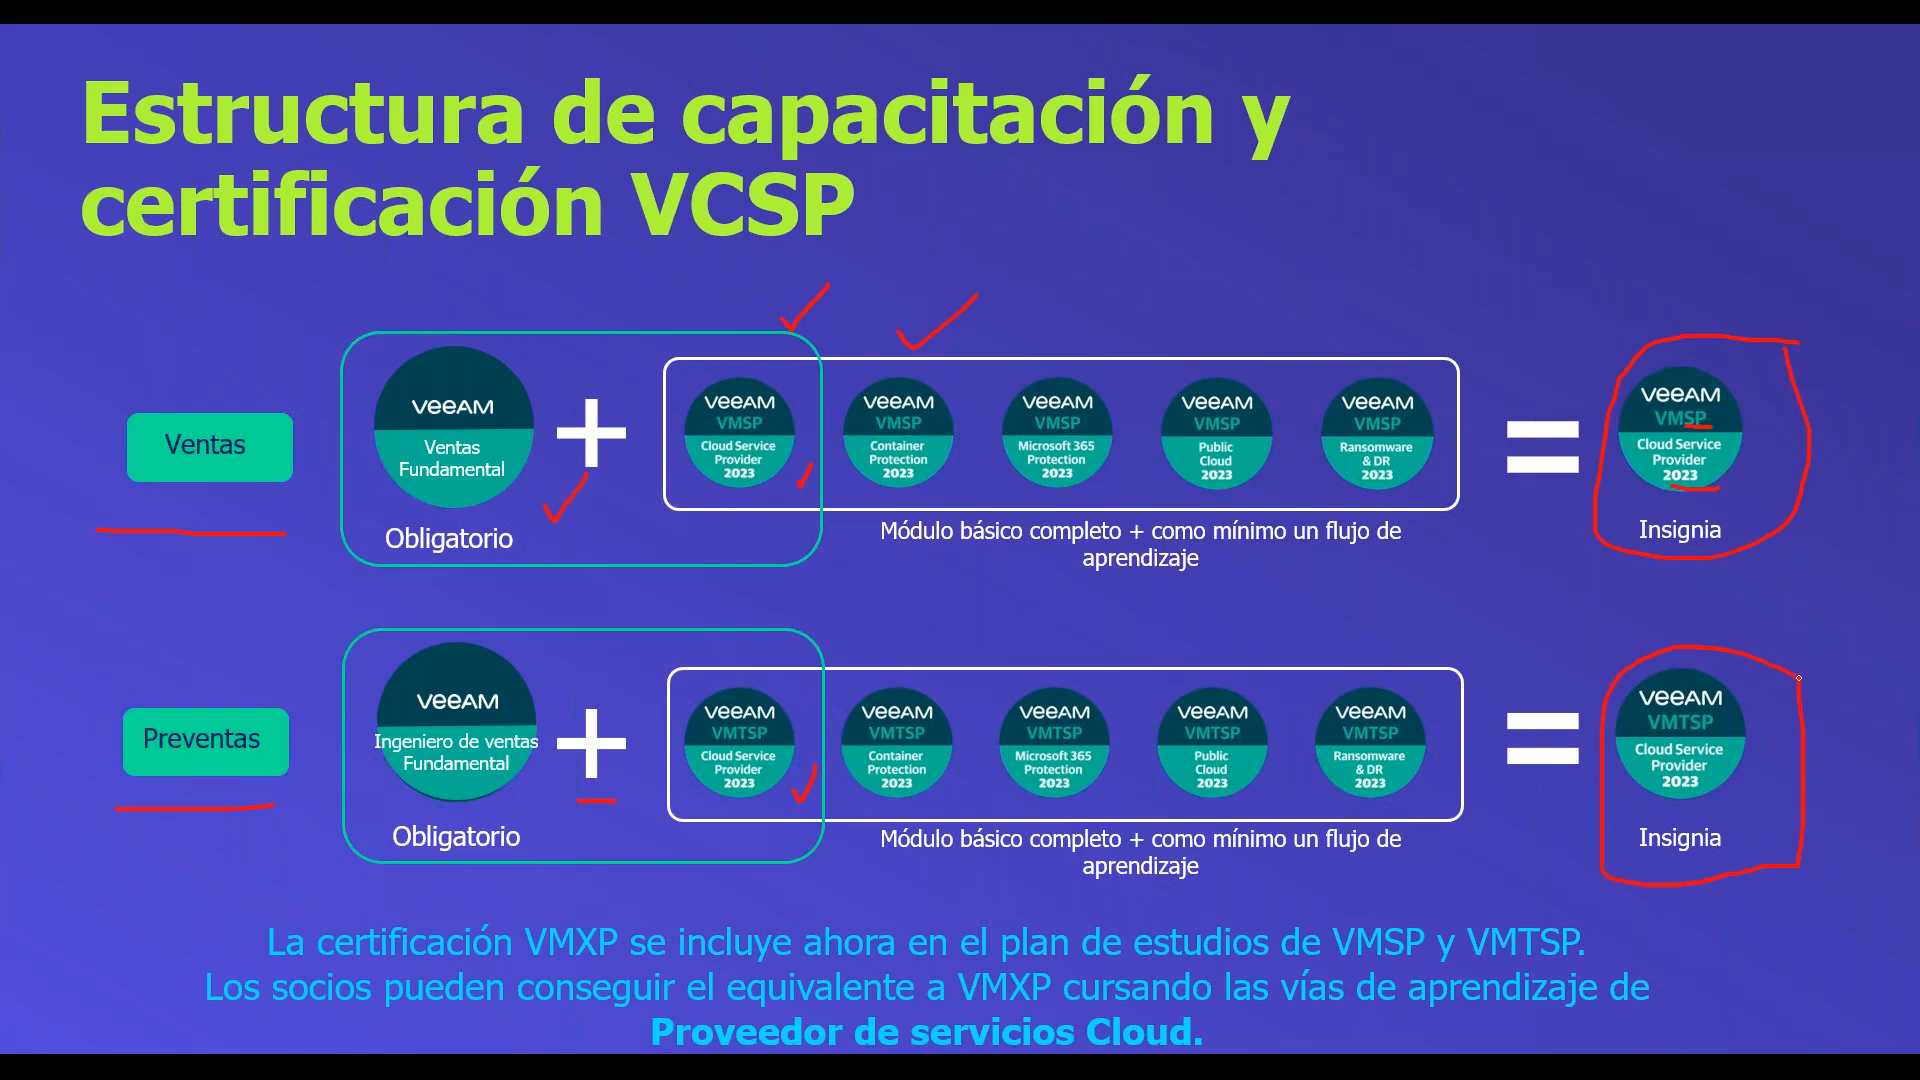 Estructura de capacitación y
certificación VCSP
Ventas
veeAM
Ventas
Fundamental
Obligatorio
veeAM
VMSP
Cloud Service
Provider
2023
veeAM
VMSP
Container
Protection
2023
veeAM
VMSP
Microsoft 365
Protection
2023
veeAM
VMSP
Public
Cloud
2023
veeAM
VMSP
Ransomware
& DR
2023
Módulo básico completo + como mínimo un flujo de
aprendizaje
veeAM
VMSP
Cloud Service
Provider
2023
Insignia
Preventas
veeAM
Ingeniero de ventas
Fundamental
Obligatorio
veeAM
VMTSP
Cloud Service
Provider
2023
veeAM
VMTSP
Container
Protection
2023
veeAM
VMTSP
Microsoft 365
Protection
2023
veeAM
VMTSP
Public
Cloud
2023
veeAM
VMTSP
Ransomware
& DR
2023
Módulo básico completo + como mínimo un flujo de
aprendizaje
veeAM
VMTSP
Cloud Service
Provider
2023
Insignia
La certificación VMXP se incluye ahora en el plan de estudios de VMSP y VMTSP.
Los socios pueden conseguir el equivalente a VMXP cursando las vías de aprendizaje de
Proveedor de servicios Cloud.